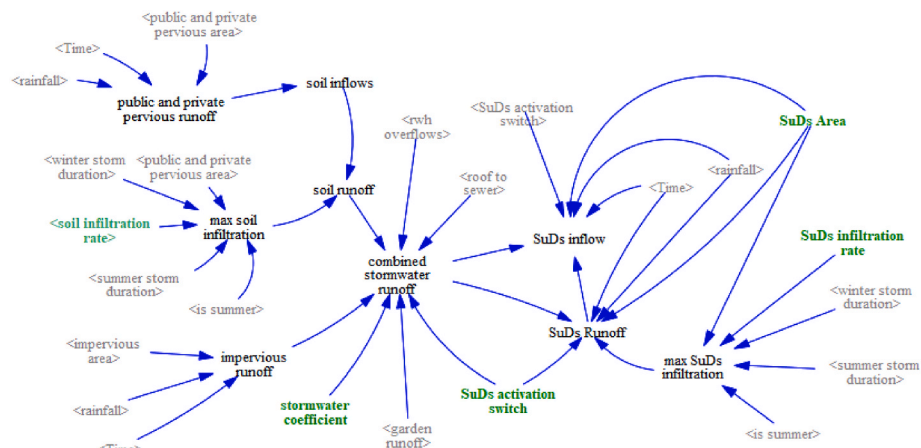 <public and private
pervious area>
<Time>
<rainfall>
public and private
pervious runoff
soil inflows
<rwh
overflows>
<SuDs activation
switch>
SuDs Area
<winter storm
duration>
<public and private
pervious area>
soil runoff
<roof to
sewer>
<Time>
<rainfall>
<soil infiltration
rate>
max soil
infiltration
SuDs inflow
SuDs infiltration
rate
<summer storm
duration>
combined
stormwater
runoff
<is summer>
<winter storm
duration>
SuDs Runoff
<impervious
area>
impervious
runoff
max SuDs
infiltration
<summer storm
duration>
<rainfall>
stormwater
coefficient
SuDs activation
switch
<garden
runoff>
<is summer>
<Time>